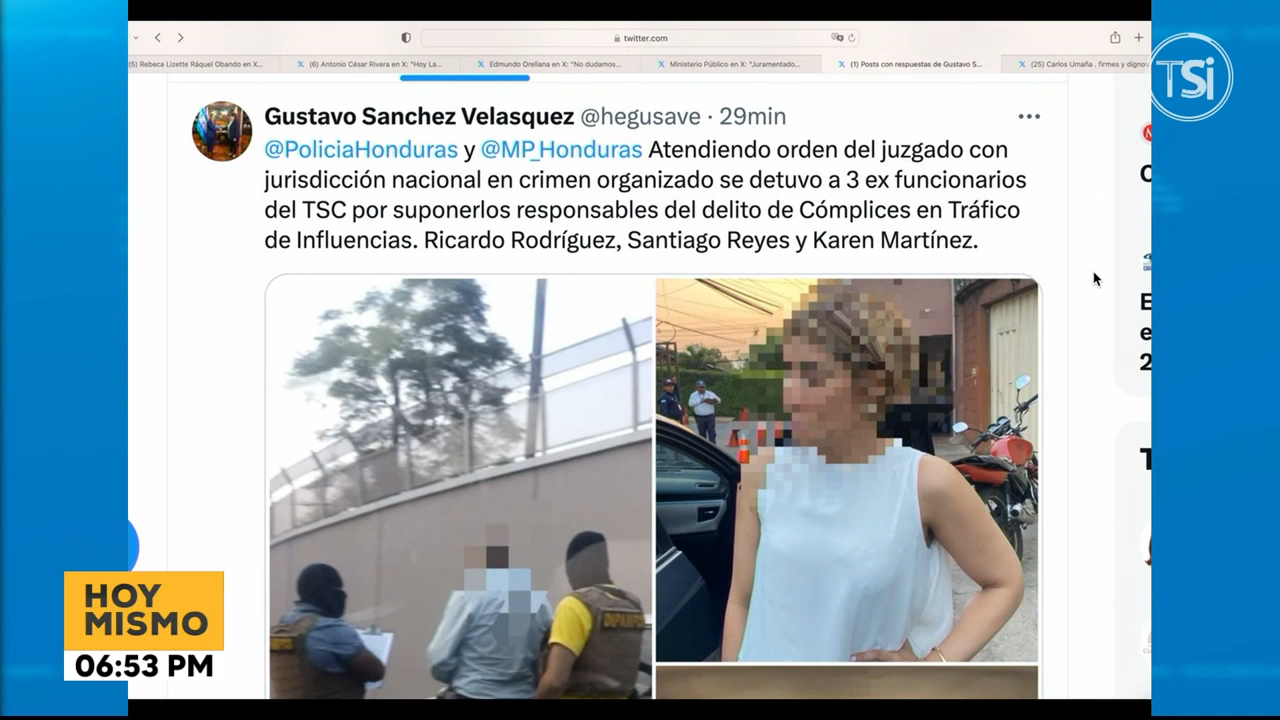 twitter.com
(5) Rebeca Lizette Ráquel Obando en X...
(6) Antonio César Rivera en X: "Hoy La...
Edmundo Orellana en X: "No dudamos...
Ministerio Público en X: "Juramentado...
(1) Posts con respuestas de Gustavo S...
(25) Carlos Umaña . firmes y digno
TSi
Gustavo Sanchez Velasquez @hegusave · 29min
@PoliciaHonduras y @MP_Honduras Atendiendo orden del juzgado con
jurisdicción nacional en crimen organizado se detuvo a 3 ex funcionarios
del TSC por suponerlos responsables del delito de Cómplices en Tráfico
de Influencias. Ricardo Rodríguez, Santiago Reyes y Karen Martínez.
HOY
MISMO
06:53 PM